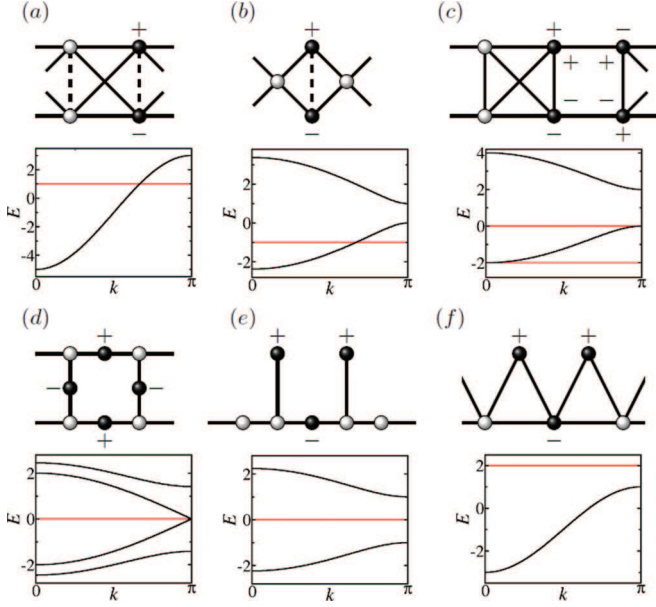 (a) (b) (c)
+ + + −
+ +
− −
− − − +
2 2 4
0 0 2
-2 0
-4 -2 -2
E E E
0 k π 0 k π 0 k π
(d) (e) (f)
+ + + + +
− −
+ − −
2 2 2
0 0 0
-2 -2 -2
E E E
0 k π 0 k π 0 k π